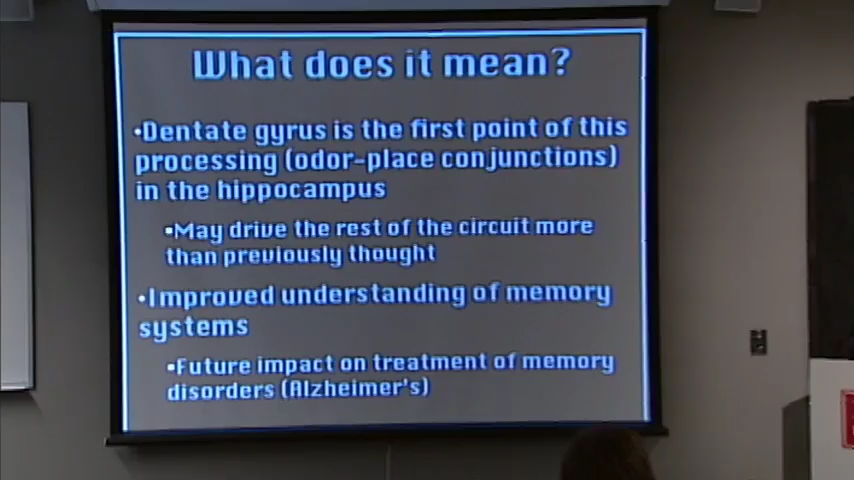 What does it mean?
•Dentate gyrus is the first point of this
processing (odor-place conjunctions)
in the hippocampus
▪May drive the rest of the circuit more
than previously thought
•Improved understanding of memory
systems
▪Future impact on treatment of memory
disorders (Alzheimer's)